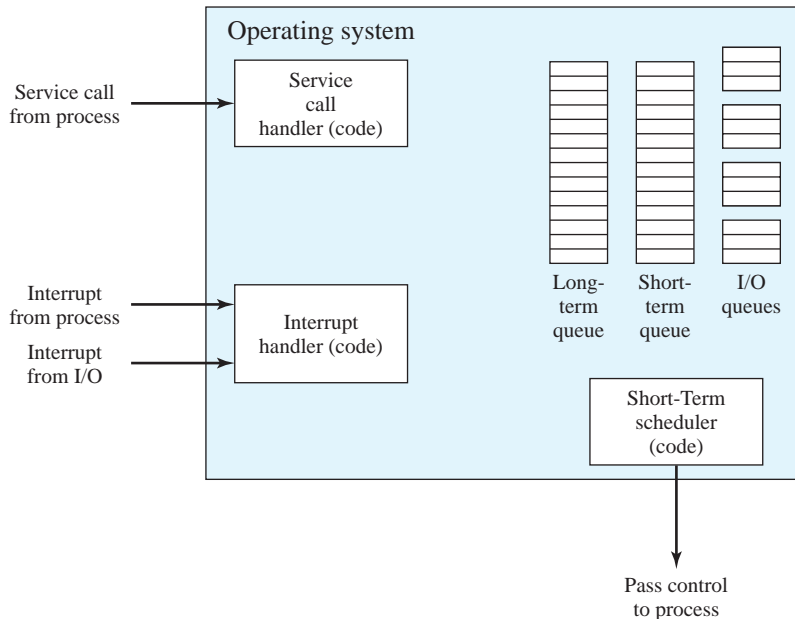 Operating system
Service call
from process
Service
call
handler (code)
Interrupt
from process
Interrupt
from I/O
Interrupt
handler (code)
Long-
term
queue
Short-
term
queue
I/O
queues
Short-Term
scheduler
(code)
Pass control
to process